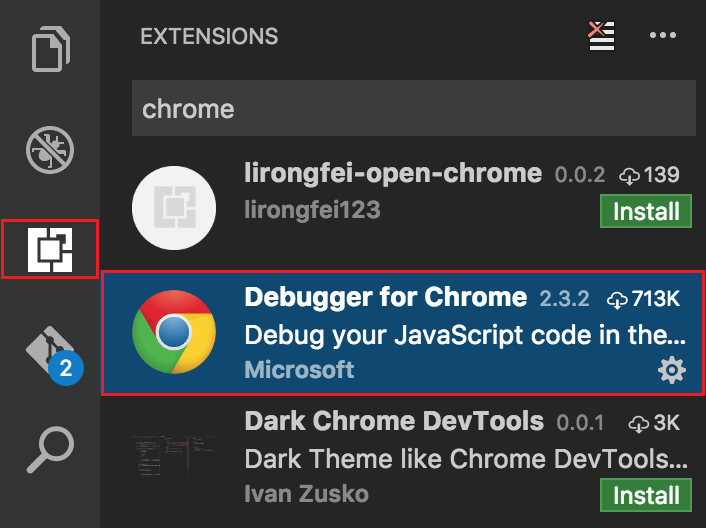 EXTENSIONS
chrome
lirongfei-open-chrome 0.0.2 139
lirongfei123 Install
Debugger for Chrome 2.3.2 713K
Debug your JavaScript code in the...
Microsoft
2
Dark Chrome DevTools 0.0.1 3K
Dark Theme like Chrome DevTools...
Ivan Zusko Install